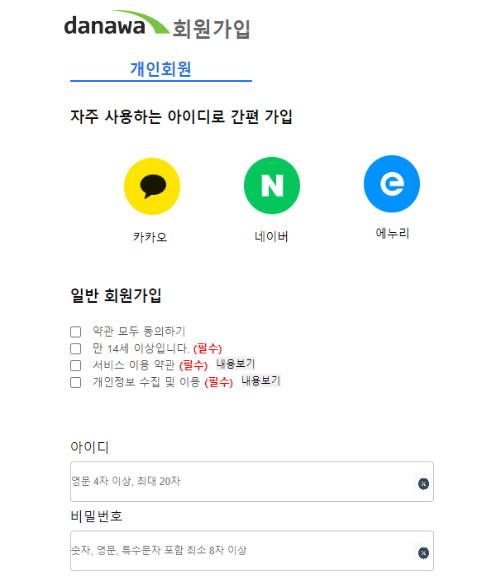 danawa 회원가입
개인회원
자주 사용하는 아이디로 간편 가입
카카오 네이버 에누리
일반 회원가입
약관 모두 동의하기
만 14세 이상입니다. (필수)
서비스 이용 약관 (필수) 내용보기
개인정보 수집 및 이용 (필수) 내용보기
아이디
영문 4자 이상, 최대 20자
비밀번호
숫자, 영문, 특수문자 포함 최소 8자 이상